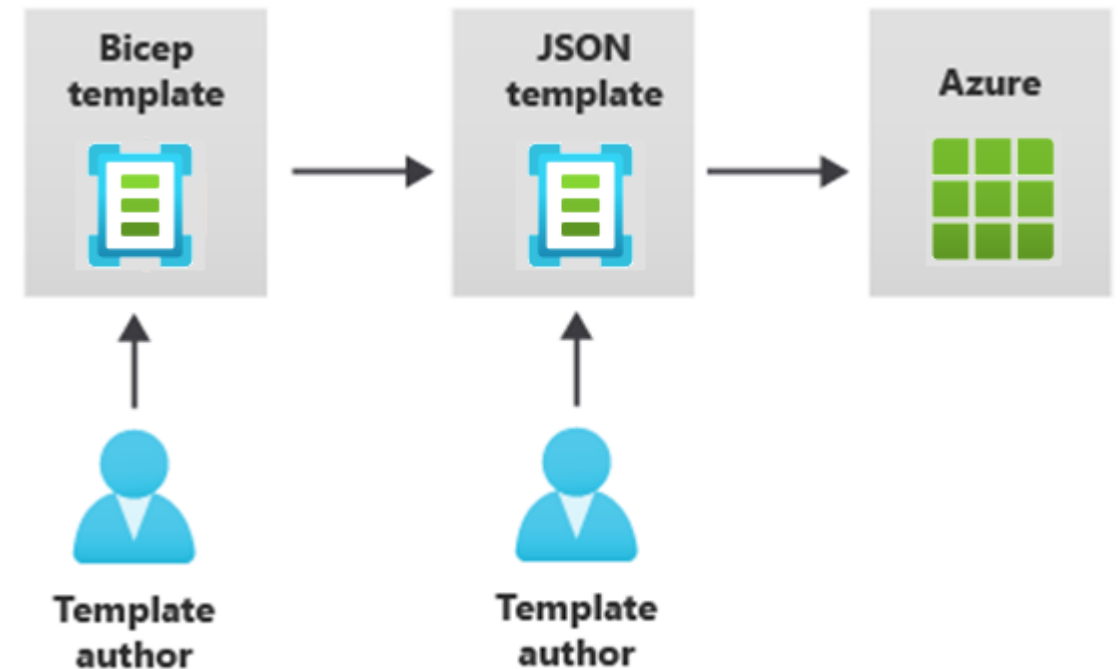 Bicep
template
JSON
template
Azure
Template
author
Template
author